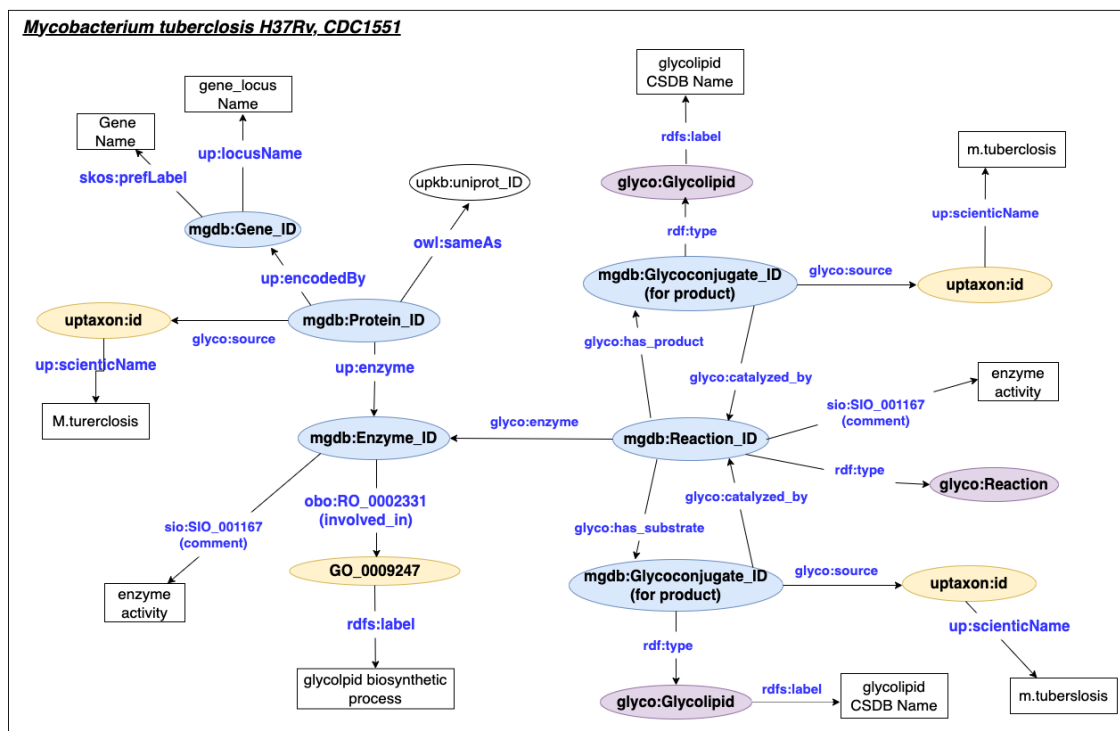 Mycobacterium tuberclosis H37Rv, CDC1551
gene_locus
Name
Gene
Name
up:locusName
skos:prefLabel
mgdb:Gene_ID
upkb:uniprot_ID
owl:sameAs
up:encodedBy
uptaxon:id
glyco:source
mgdb:Protein_ID
up:scienticName
up:enzyme
M.turerclosis
mgdb:Enzyme_ID
glyco:enzyme
obo:RO_0002331
(involved_in)
sio:SIO_001167
(comment)
enzyme
activity
GO_0009247
rdfs:label
glycolpid biosynthetic
process
glycolipid
CSDB Name
rdfs:label
glyco:Glycolipid
rdf:type
mgdb:Glycoconjugate_ID
(for product)
glyco:source
uptaxon:id
up:scienticName
m.tuberclosis
glyco:has_product
glyco:catalyzed_by
mgdb:Reaction_ID
sio:SIO_001167
(comment)
enzyme
activity
rdf:type
glyco:Reaction
glyco:catalyzed_by
glyco:has_substrate
mgdb:Glycoconjugate_ID
(for product)
glyco:source
uptaxon:id
up:scienticName
m.tuberslosis
rdf:type
glyco:Glycolipid
rdfs:label
glycolipid
CSDB Name